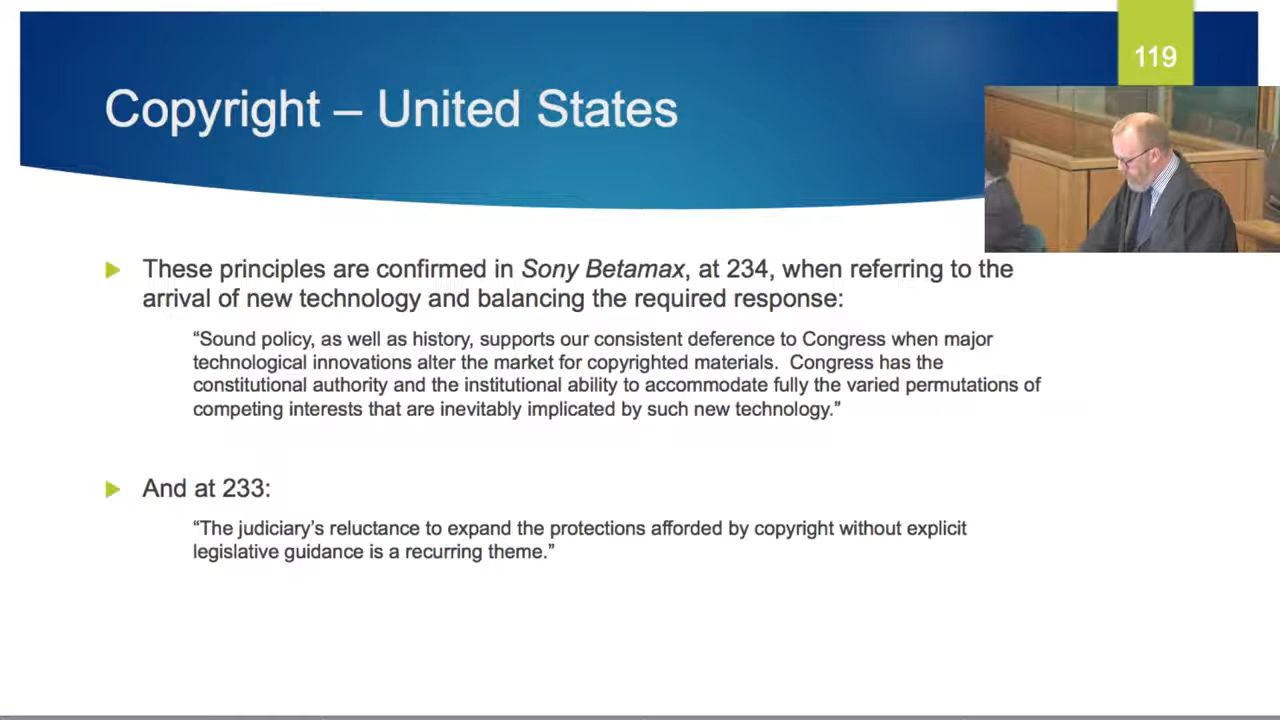 119
Copyright – United States
These principles are confirmed in Sony Betamax, at 234, when referring to the
arrival of new technology and balancing the required response:
“Sound policy, as well as history, supports our consistent deference to Congress when major
technological innovations alter the market for copyrighted materials.  Congress has the
constitutional authority and the institutional ability to accommodate fully the varied permutations of
competing interests that are inevitably implicated by such new technology.”
And at 233:
“The judiciary’s reluctance to expand the protections afforded by copyright without explicit
legislative guidance is a recurring theme.”